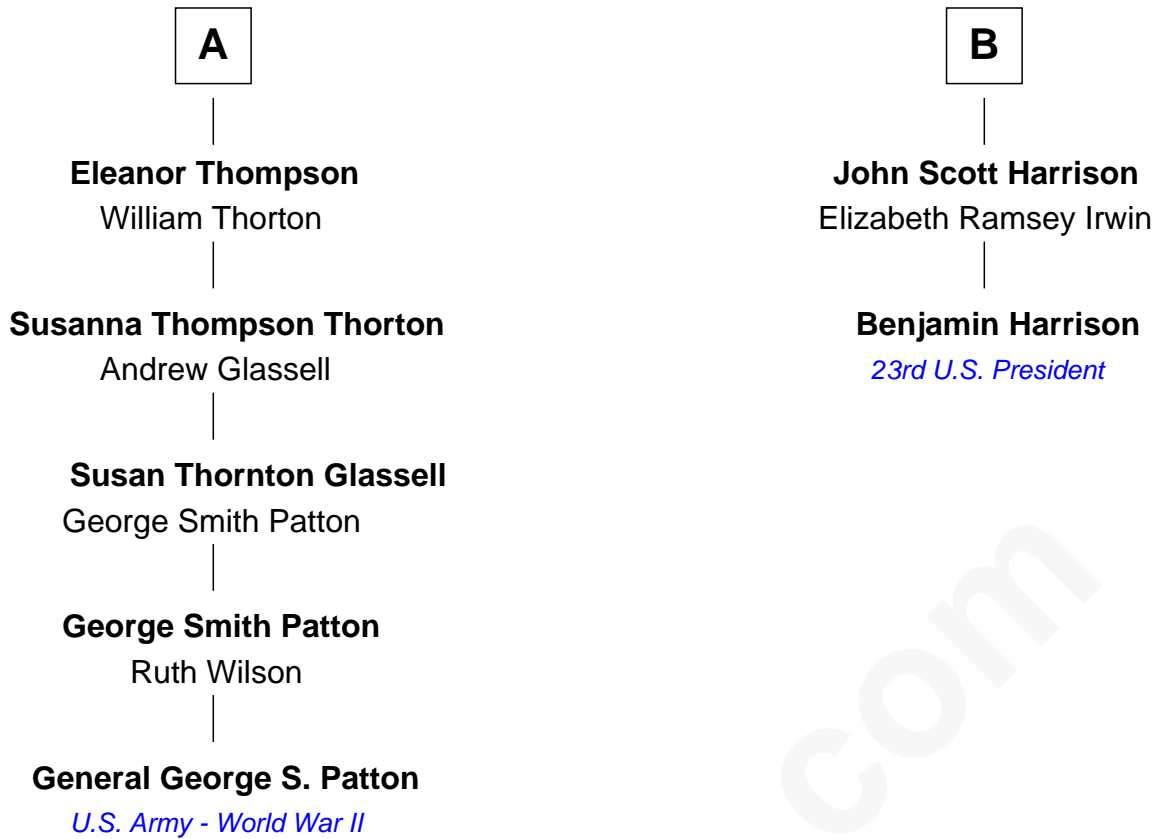 A
Eleanor Thompson
William Thorton
Susanna Thompson Thorton
Andrew Glassell
Susan Thornton Glassell
George Smith Patton
George Smith Patton
Ruth Wilson
General George S. Patton
U.S. Army - World War II
B
John Scott Harrison
Elizabeth Ramsey Irwin
Benjamin Harrison
23rd U.S. President
com